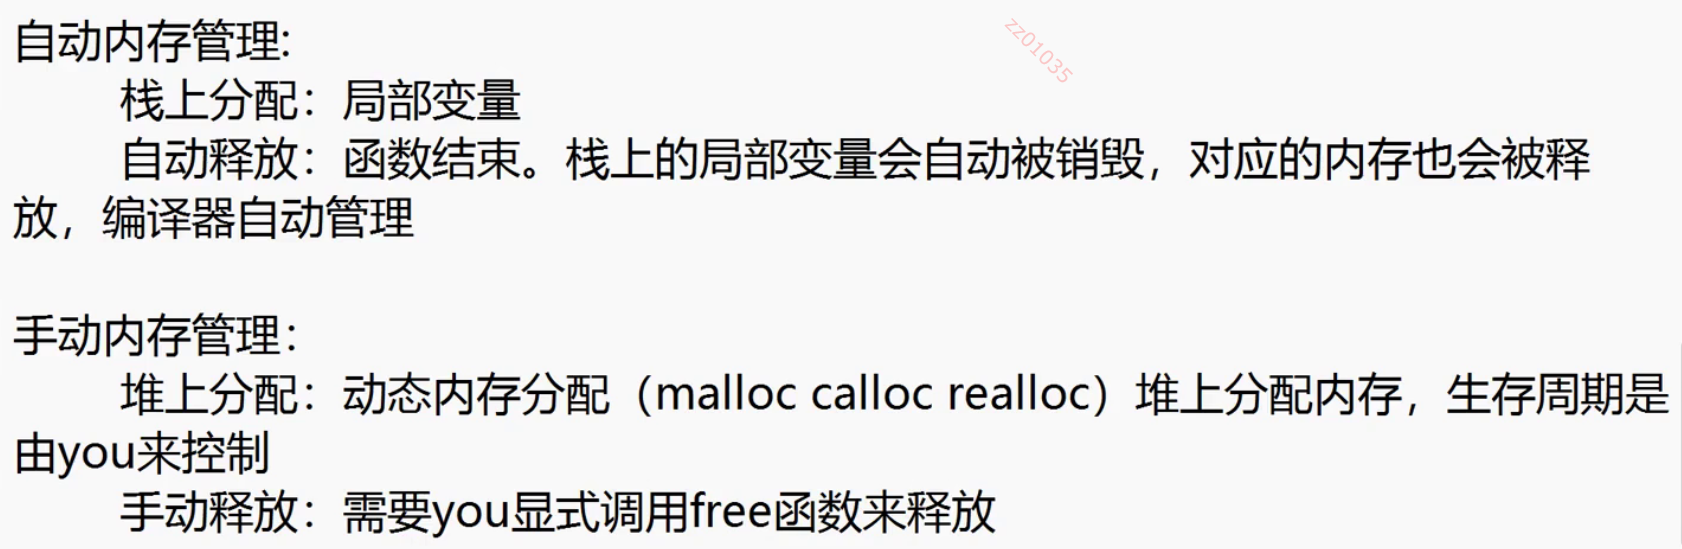 自动内存管理:
栈上分配：局部变量
自动释放：函数结束。栈上的局部变量会自动被销毁，对应的内存也会被释
放，编译器自动管理
手动内存管理：
堆上分配：动态内存分配（malloc calloc realloc）堆上分配内存，生存周期是
由you来控制
手动释放：需要you显式调用free函数来释放
zz01035